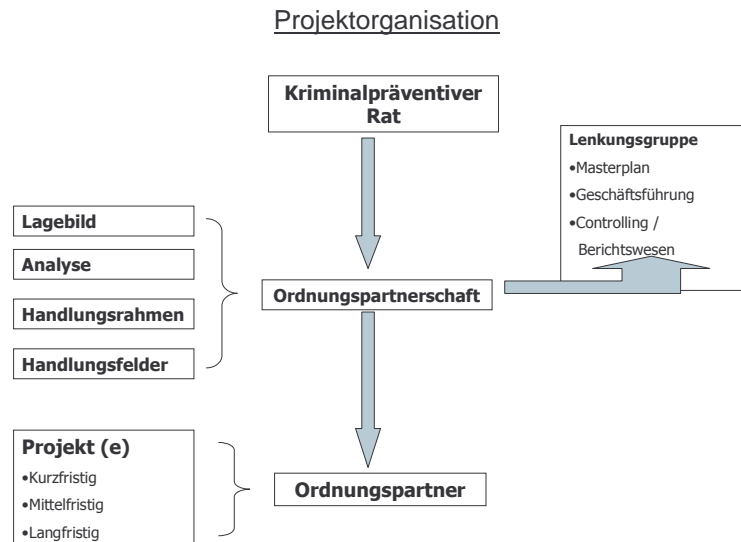 Projektorganisation
Kriminalpräventiver
Rat
Lenkungsgruppe
•Masterplan
•Geschäftsführung
•Controlling /
Berichtswesen
Lagebild
Analyse
Handlungsrahmen
Handlungsfelder
Ordnungspartnerschaft
Projekt (e)
•Kurzfristig
•Mittelfristig
•Langfristig
Ordnungspartner